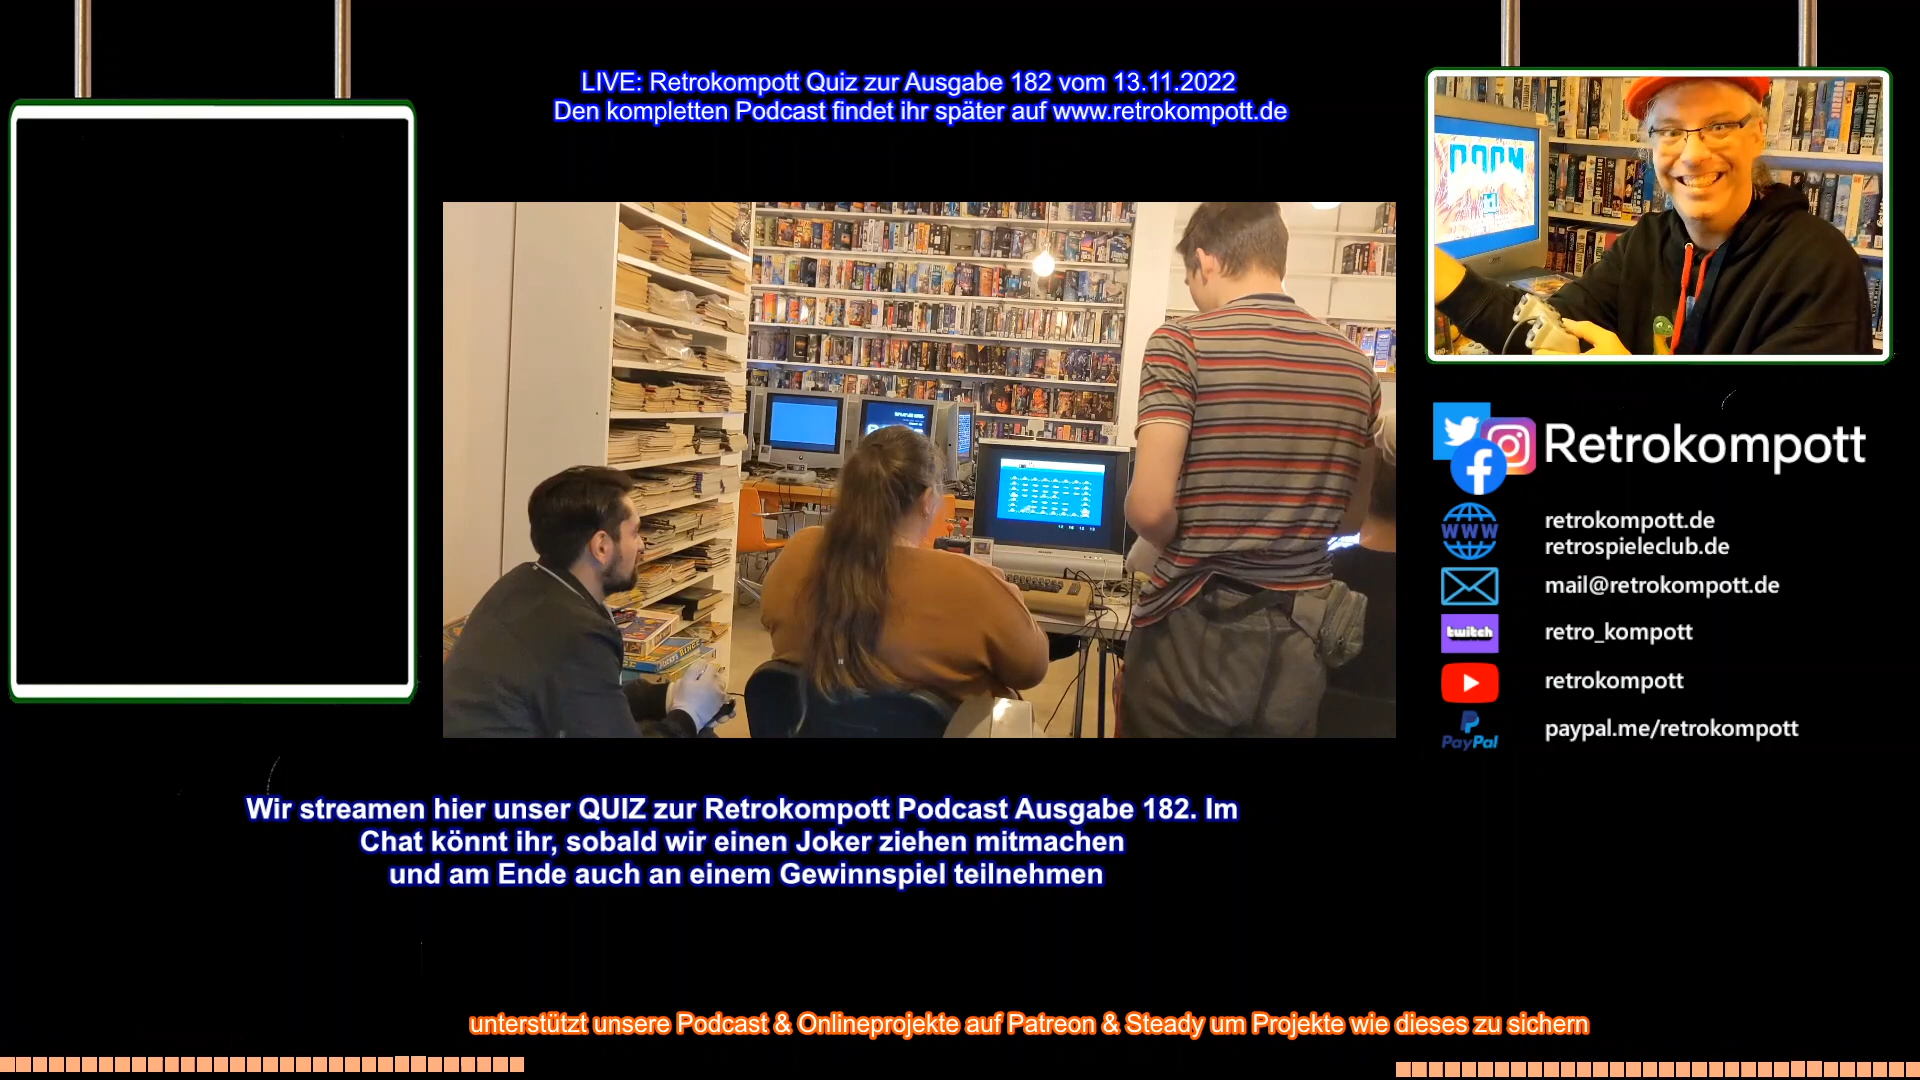 LIVE: Retrokompott Quiz zur Ausgabe 182 vom 13.11.2022
Den kompletten Podcast findet ihr später auf www.retrokompott.de
DOOM
Retrokompott
WWW
retrokompott.de
retrospieleclub.de
mail@retrokompott.de
twitch
retro_kompott
retrokompott
PayPal
paypal.me/retrokompott
Wir streamen hier unser QUIZ zur Retrokompott Podcast Ausgabe 182. Im
Chat könnt ihr, sobald wir einen Joker ziehen mitmachen
und am Ende auch an einem Gewinnspiel teilnehmen
unterstützt unsere Podcast & Onlineprojekte auf Patreon & Steady um Projekte wie dieses zu sichern